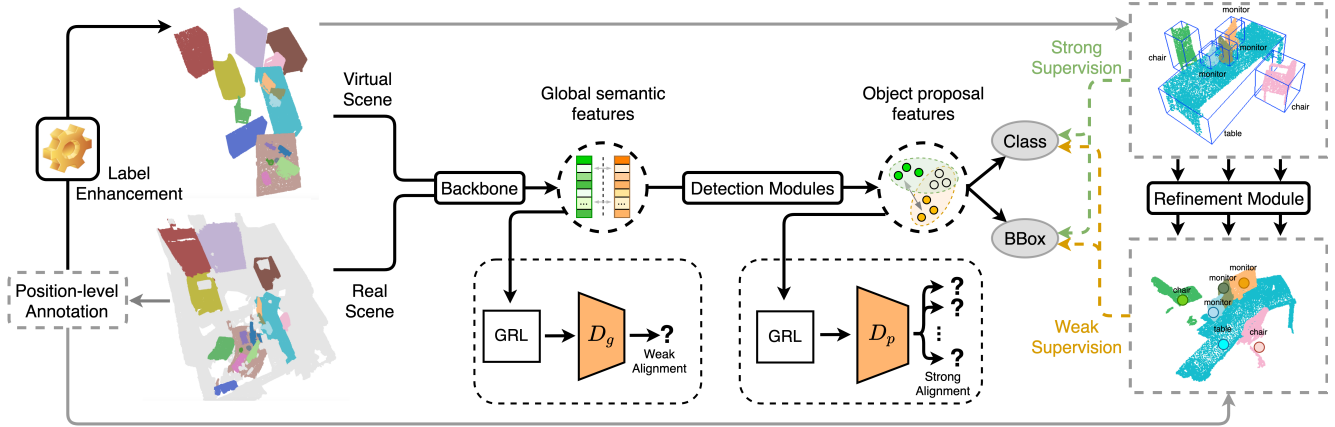 Label
Enhancement
Position-level
Annotation
Virtual
Scene
Real
Scene
Backbone
Global semantic
features
...
...
GRL
D_g
?
Weak
Alignment
Detection Modules
Object proposal
features
GRL
D_p
?
?
...
?
Strong
Alignment
Class
BBox
Strong
Supervision
Weak
Supervision
monitor
chair
monitor
monitor
chair
table
Refinement Module
monitor
chair
monitor
monitor
table
chair